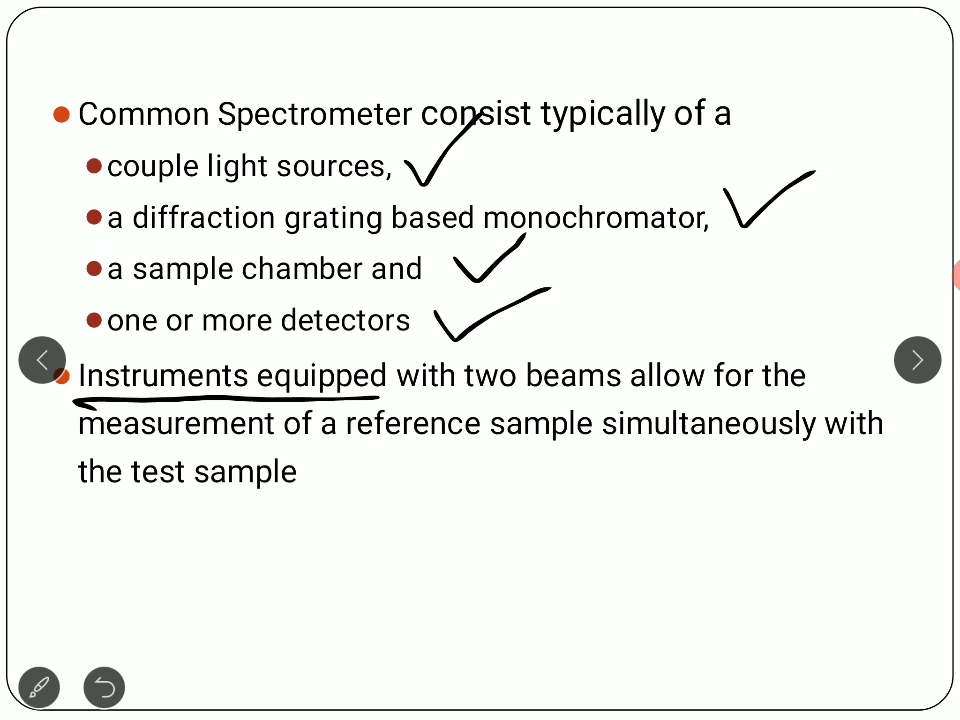 Common Spectrometer consist typically of a
couple light sources,
a diffraction grating based monochromator,
a sample chamber and
one or more detectors
Instruments equipped with two beams allow for the
measurement of a reference sample simultaneously with
the test sample